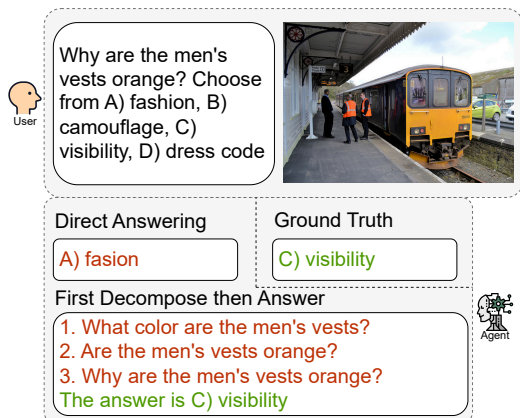 Why are the men's
vests orange? Choose
from A) fashion, B)
camouflage, C)
visibility, D) dress code
User
Direct Answering
Ground Truth
A) fasion
C) visibility
First Decompose then Answer
1. What color are the men's vests?
2. Are the men's vests orange?
3. Why are the men's vests orange?
The answer is C) visibility
Agent